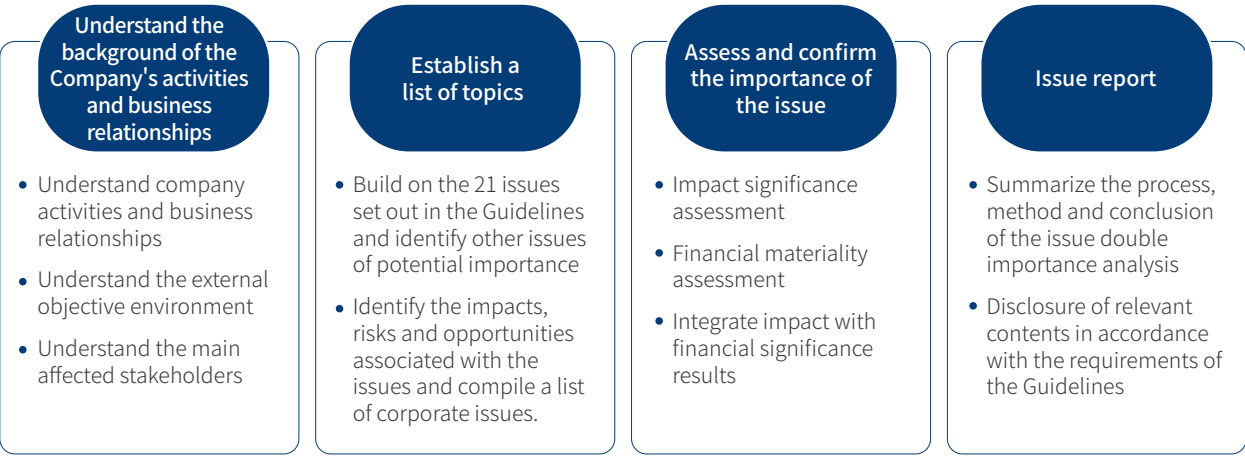 Understand the
background of the
Company's activities
and business
relationships
• Understand company
activities and business
relationships
• Understand the external
objective environment
• Understand the main
affected stakeholders
Establish a
list of topics
• Build on the 21 issues
set out in the Guidelines
and identify other issues
of potential importance
• Identify the impacts,
risks and opportunities
associated with the
issues and compile a list
of corporate issues.
Assess and confirm
the importance of
the issue
• Impact significance
assessment
• Financial materiality
assessment
• Integrate impact with
financial significance
results
Issue report
• Summarize the process,
method and conclusion
of the issue double
importance analysis
• Disclosure of relevant
contents in accordance
with the requirements of
the Guidelines